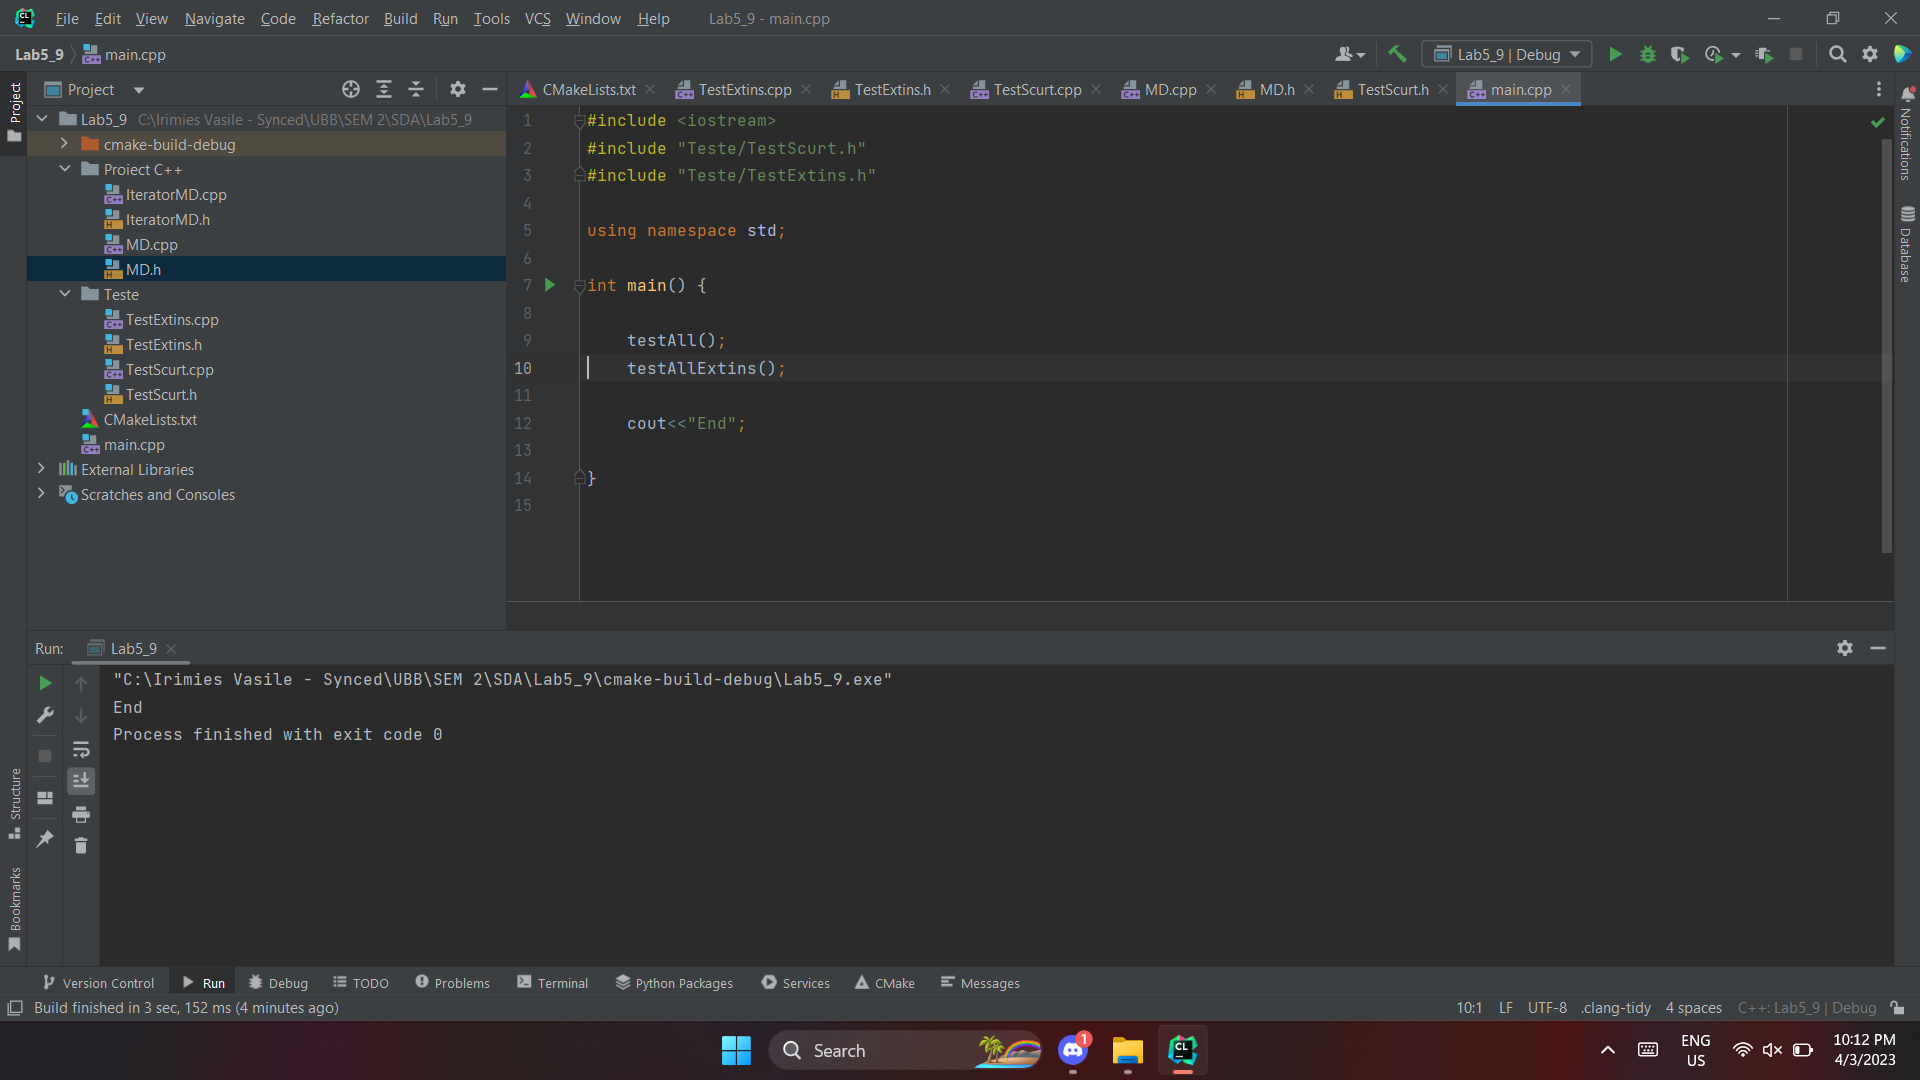 File Edit View Navigate Code Refactor Build Run Tools VCS Window Help Lab5_9 - main.cpp
Lab5_9 main.cpp
Lab5_9 | Debug
Project
Project
CMakeLists.txt TestExtins.cpp TestExtins.h TestScurt.cpp MD.cpp MD.h TestScurt.h main.cpp
Lab5_9 C:\Irimies Vasile - Synced\UBB\SEM 2\SDA\Lab5_9
cmake-build-debug
Proiect C++
IteratorMD.cpp
IteratorMD.h
MD.cpp
MD.h
Teste
TestExtins.cpp
TestExtins.h
TestScurt.cpp
TestScurt.h
CMakeLists.txt
main.cpp
External Libraries
Scratches and Consoles
1 #include <iostream>
2 #include "Teste/TestScurt.h"
3 #include "Teste/TestExtins.h"
4
5 using namespace std;
6
7 int main() {
8
9 testAll();
10 testAllExtins();
11
12 cout<<"End";
13
14 }
15
Notifications
Database
Run: Lab5_9
"C:\Irimies Vasile - Synced\UBB\SEM 2\SDA\Lab5_9\cmake-build-debug\Lab5_9.exe"
End
Process finished with exit code 0
Structure
Bookmarks
Version Control Run Debug TODO Problems Terminal Python Packages Services CMake Messages
Build finished in 3 sec, 152 ms (4 minutes ago)
10:1 LF UTF-8 .clang-tidy 4 spaces C++: Lab5_9 | Debug
Search
1
CL
ENG
US
10:12 PM
4/3/2023